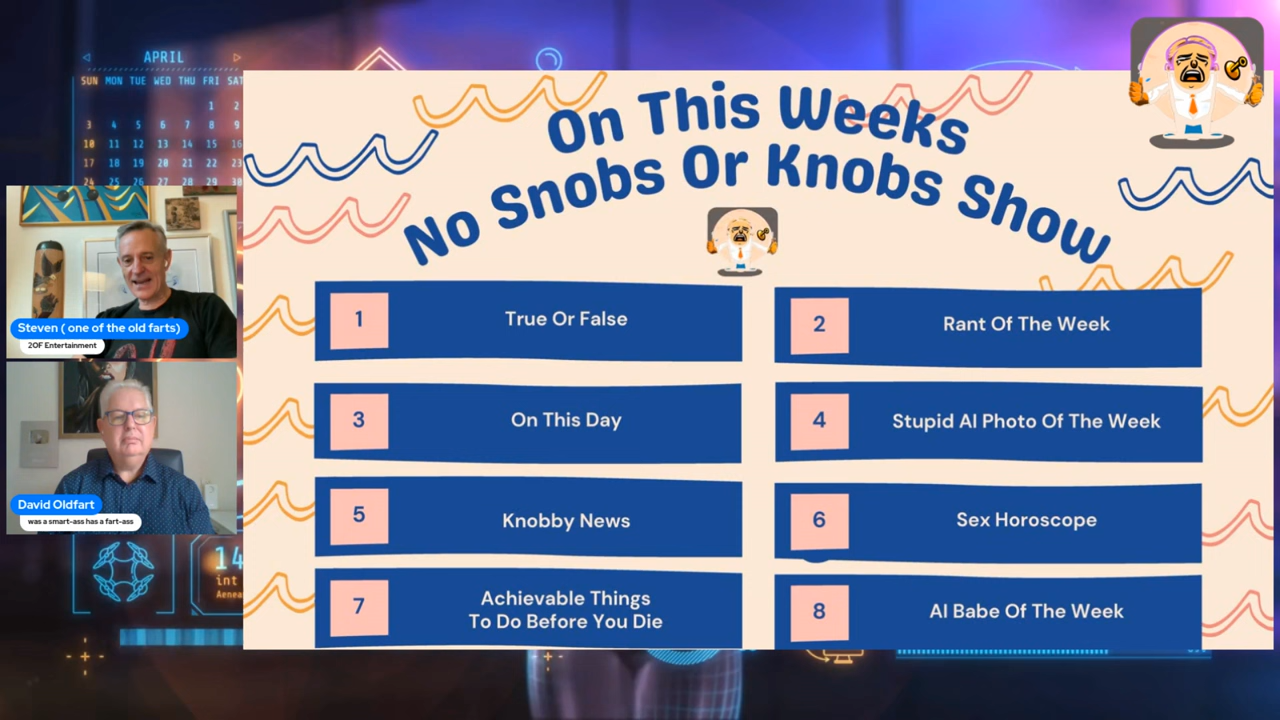 APRIL
SUN MON TUE WED THU FRI SAT
1 2
3 4 5 6 7 8 9
10 11 12 13 14 15 16
17 18 19 20 21 22 23
24 25 26 27 28 29 30
On This Weeks
No Snobs Or Knobs Show
1 True Or False
2 Rant Of The Week
3 On This Day
4 Stupid AI Photo Of The Week
5 Knobby News
6 Sex Horoscope
7 Achievable Things
To Do Before You Die
8 AI Babe Of The Week
Steven ( one of the old farts)
2OF Entertainment
David Oldfart
was a smart-ass has a fart-ass
14
int
Aenea